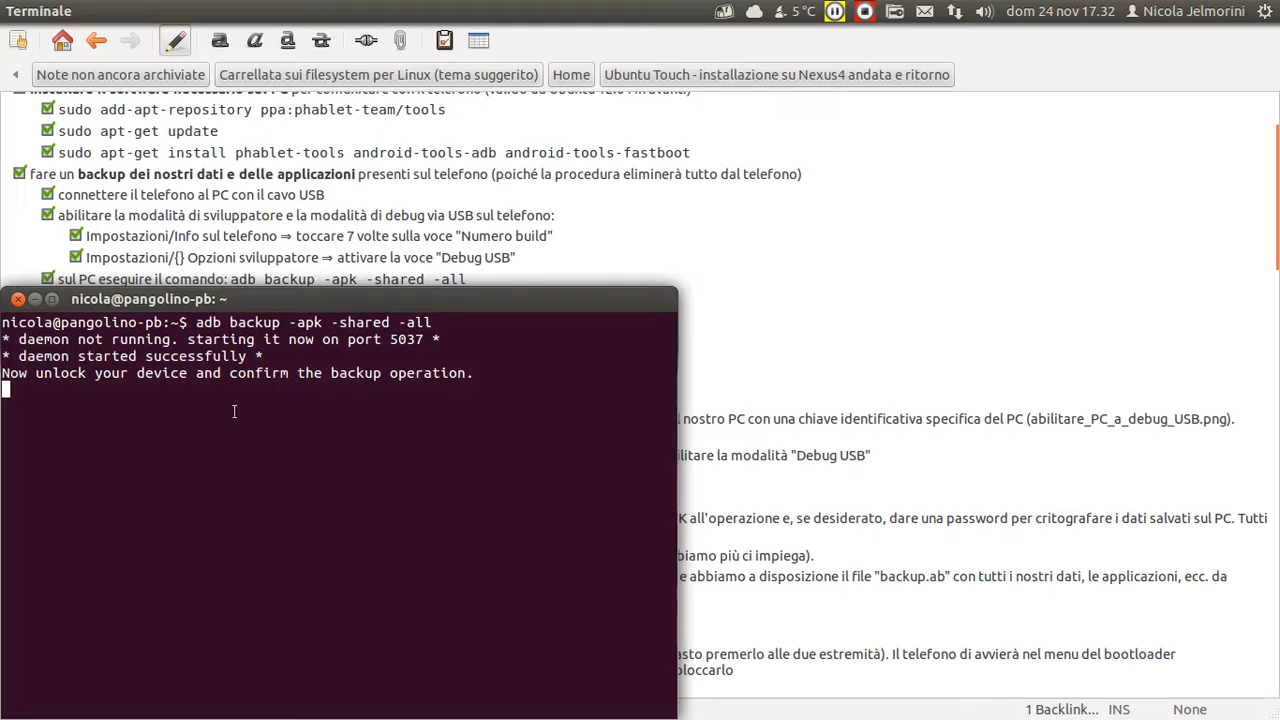 Terminale
5 °C
dom 24 nov 17.32
Nicola Jelmorini
Note non ancora archiviate
Carrellata sui filesystem per Linux (tema suggerito)
Home
Ubuntu Touch - installazione su Nexus4 andata e ritorno
sudo add-apt-repository ppa:phablet-team/tools
sudo apt-get update
sudo apt-get install phablet-tools android-tools-adb android-tools-fastboot
fare un backup dei nostri dati e delle applicazioni presenti sul telefono (poiché la procedura eliminerà tutto dal telefono)
connettere il telefono al PC con il cavo USB
abilitare la modalità di sviluppatore e la modalità di debug via USB sul telefono:
Impostazioni/Info sul telefono ⇒ toccare 7 volte sulla voce "Numero build"
Impostazioni/{} Opzioni sviluppatore ⇒ attivare la voce "Debug USB"
sul PC eseguire il comando: adb backup -apk -shared -all
nicola@pangolino-pb: ~
nicola@pangolino-pb:~$ adb backup -apk -shared -all
* daemon not running. starting it now on port 5037 *
* daemon started successfully *
Now unlock your device and confirm the backup operation.
l nostro PC con una chiave identificativa specifica del PC (abilitare_PC_a_debug_USB.png).
ilitare la modalità "Debug USB"
K all'operazione e, se desiderato, dare una password per critografare i dati salvati sul PC. Tutti
biamo più ci impiega).
e abbiamo a disposizione il file "backup.ab" con tutti i nostri dati, le applicazioni, ecc. da
asto premerlo alle due estremità). Il telefono di avvierà nel menu del bootloader
bloccarlo
1 Backlink...
INS
None